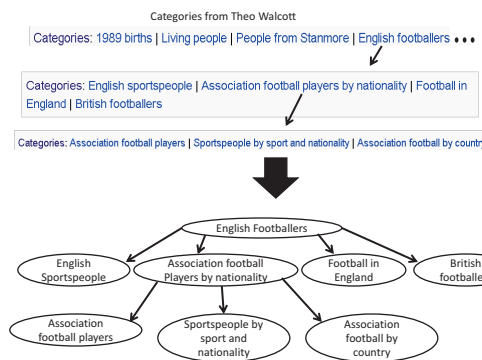 Categories from Theo Walcott
Categories: 1989 births | Living people | People from Stanmore | English footballers •••
Categories: English sportspeople | Association football players by nationality | Football in
England | British footballers
Categories: Association football players | Sportspeople by sport and nationality | Association football by country
English Footballers
English
Sportspeople
Association football
Players by nationality
Football in
England
British
footballe
Association
football players
Sportspeople by
sport and
nationality
Association
football by
country